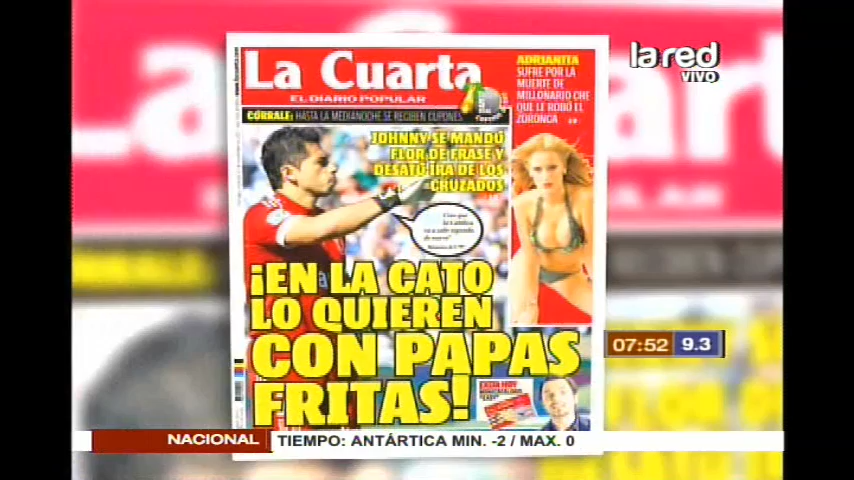 La Cuarta
EL DIARIO POPULAR
CÓRRALE: HASTA LA MEDIANOCHE SE RECIBEN CUPONES
ADRIANITA
SUFRE POR LA
MUERTE DE
MILLONARIO CHE
QUE LE ROBÓ EL
ZORONCA
la red
VIVO
JOHNNY SE MANDÓ
FLOR DE FRASE Y
DESATÓ IRA DE LOS
CRUZADOS
¡EN LA CATO
LO QUIEREN
CON PAPAS
FRITAS!
07:52 9.3
NACIONAL TIEMPO: ANTÁRTICA MIN. -2 / MAX. 0